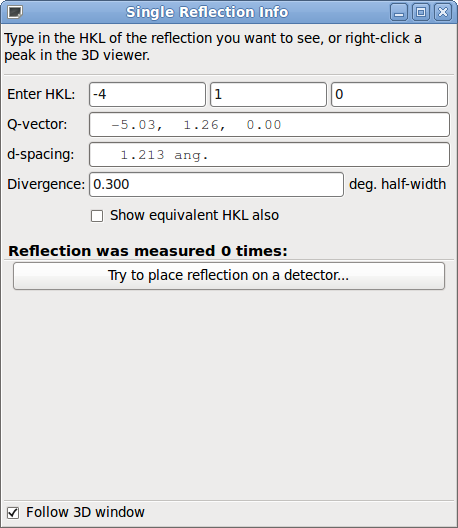 Single Reflection Info
Type in the HKL of the reflection you want to see, or right-click a
peak in the 3D viewer.
Enter HKL: -4 1 0
Q-vector: -5.03, 1.26, 0.00
d-spacing: 1.213 ang.
Divergence: 0.300 deg. half-width
Show equivalent HKL also
Reflection was measured 0 times:
Try to place reflection on a detector...
Follow 3D window